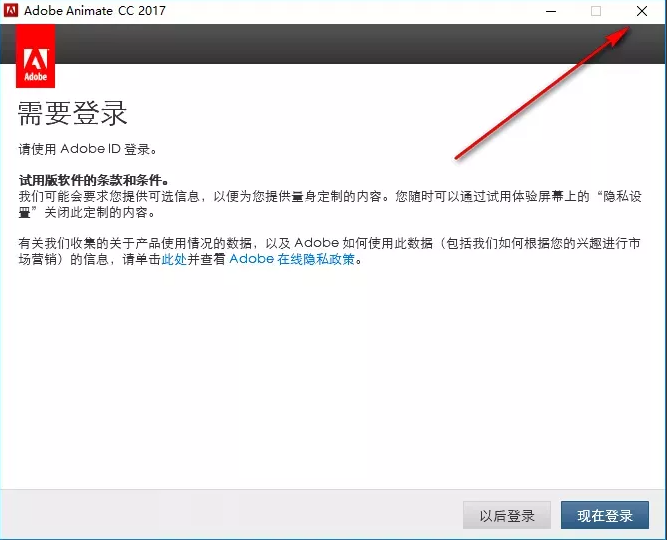 Adobe Animate CC 2017
Adobe
需要登录
请使用 Adobe ID 登录。
试用版软件的条款和条件。
我们可能会要求您提供可选信息，以便为您提供量身定制的内容。您随时可以通过试用体验屏幕上的“隐私设
置”关闭此定制的内容。
有关我们收集的关于产品使用情况的数据，以及 Adobe 如何使用此数据（包括我们如何根据您的兴趣进行市
场营销）的信息，请单击此处并查看 Adobe 在线隐私政策。
以后登录
现在登录